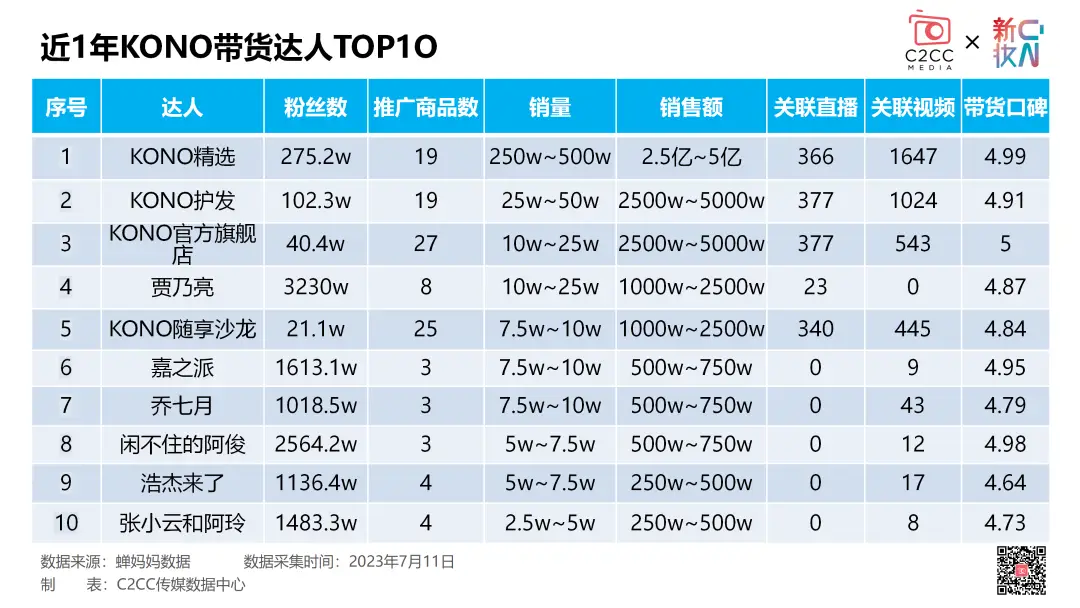 近1年KONO带货达人TOP10
C2CC
MEDIA
×
新妆
CN
序号 达人 粉丝数 推广商品数 销量 销售额 关联直播 关联视频 带货口碑
1 KONO精选 275.2w 19 250w~500w 2.5亿~5亿 366 1647 4.99
2 KONO护发 102.3w 19 25w~50w 2500w~5000w 377 1024 4.91
3 KONO官方旗舰店 40.4w 27 10w~25w 2500w~5000w 377 543 5
4 贾乃亮 3230w 8 10w~25w 1000w~2500w 23 0 4.87
5 KONO随享沙龙 21.1w 25 7.5w~10w 1000w~2500w 340 445 4.84
6 嘉之派 1613.1w 3 7.5w~10w 500w~750w 0 9 4.95
7 乔七月 1018.5w 3 7.5w~10w 500w~750w 0 43 4.79
8 闲不住的阿俊 2564.2w 3 5w~7.5w 500w~750w 0 12 4.98
9 浩杰来了 1136.4w 4 5w~7.5w 250w~500w 0 17 4.64
10 张小云和阿玲 1483.3w 4 2.5w~5w 250w~500w 0 8 4.73
数据来源：蝉妈妈数据 数据采集时间：2023年7月11日
制 表：C2CC传媒数据中心